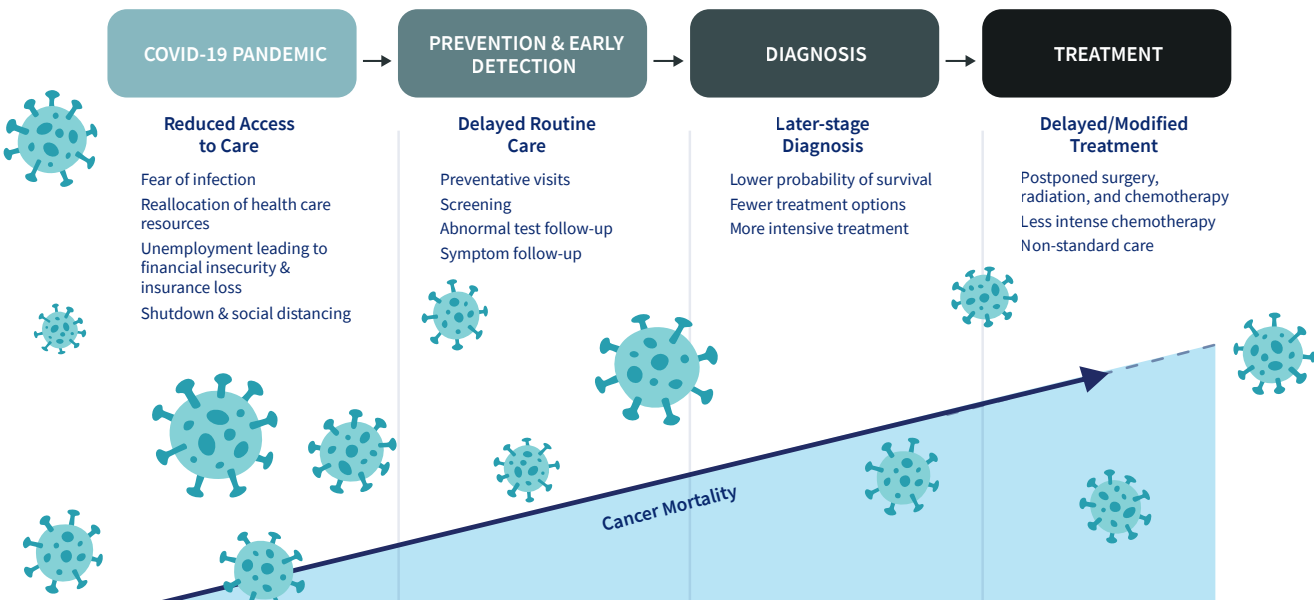 COVID-19 PANDEMIC
PREVENTION & EARLY
DETECTION
DIAGNOSIS
TREATMENT
Reduced Access
to Care
Fear of infection
Reallocation of health care
resources
Unemployment leading to
financial insecurity &
insurance loss
Shutdown & social distancing
Delayed Routine
Care
Preventative visits
Screening
Abnormal test follow-up
Symptom follow-up
Later-stage
Diagnosis
Lower probability of survival
Fewer treatment options
More intensive treatment
Delayed/Modified
Treatment
Postponed surgery,
radiation, and chemotherapy
Less intense chemotherapy
Non-standard care
Cancer Mortality